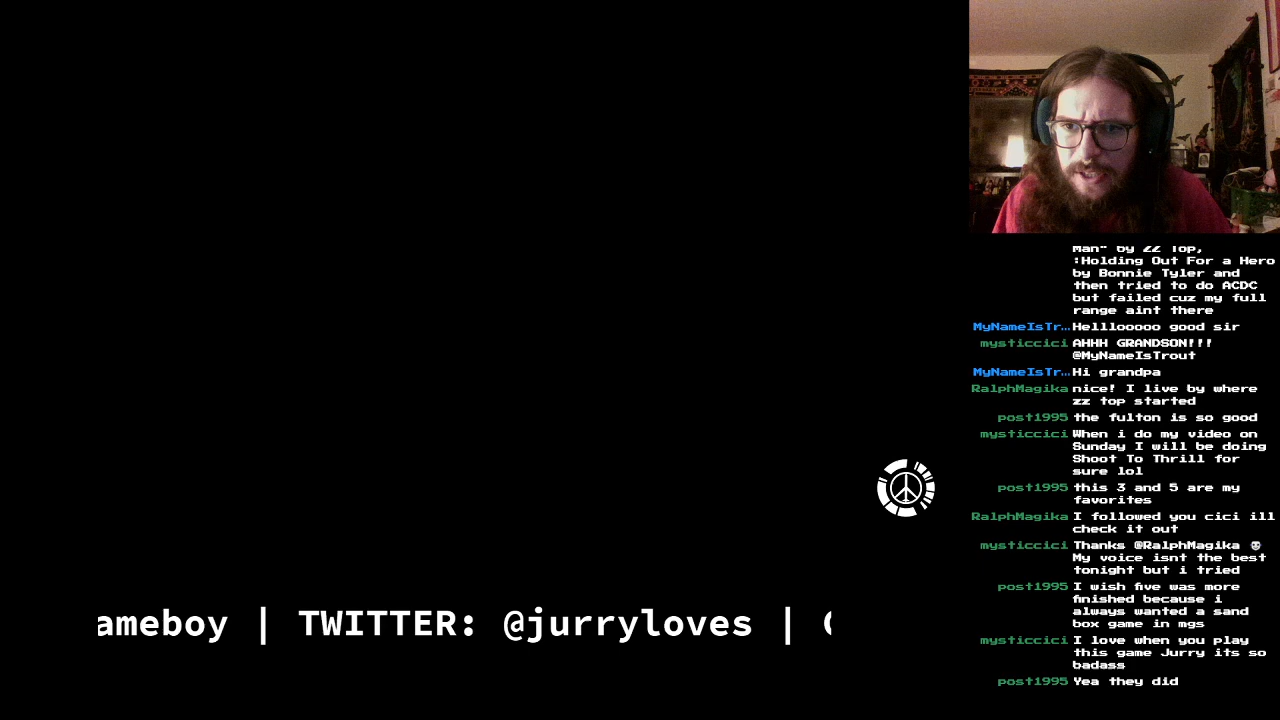 Man" by ZZ Top,
:Holding Out For a Hero
by Bonnie Tyler and
then tried to do ACDC
but failed cuz my full
range aint there
MyNameIsTr… Hellloooo good sir
mysticcici AHHH GRANDSON!!!
@MyNameIsTrout
MyNameIsTr… Hi grandpa
RalphMagika nice! I live by where
zz top started
post1995 the fulton is so good
mysticcici When i do my video on
Sunday I will be doing
Shoot To Thrill for
sure lol
post1995 this 3 and 5 are my
favorites
RalphMagika I followed you cici ill
check it out
mysticcici Thanks @RalphMagika
My voice isnt the best
tonight but i tried
post1995 I wish five was more
finished because i
always wanted a sand
box game in mgs
mysticcici I love when you play
this game Jurry its so
badass
post1995 Yea they did
ameboy | TWITTER: @jurryloves |